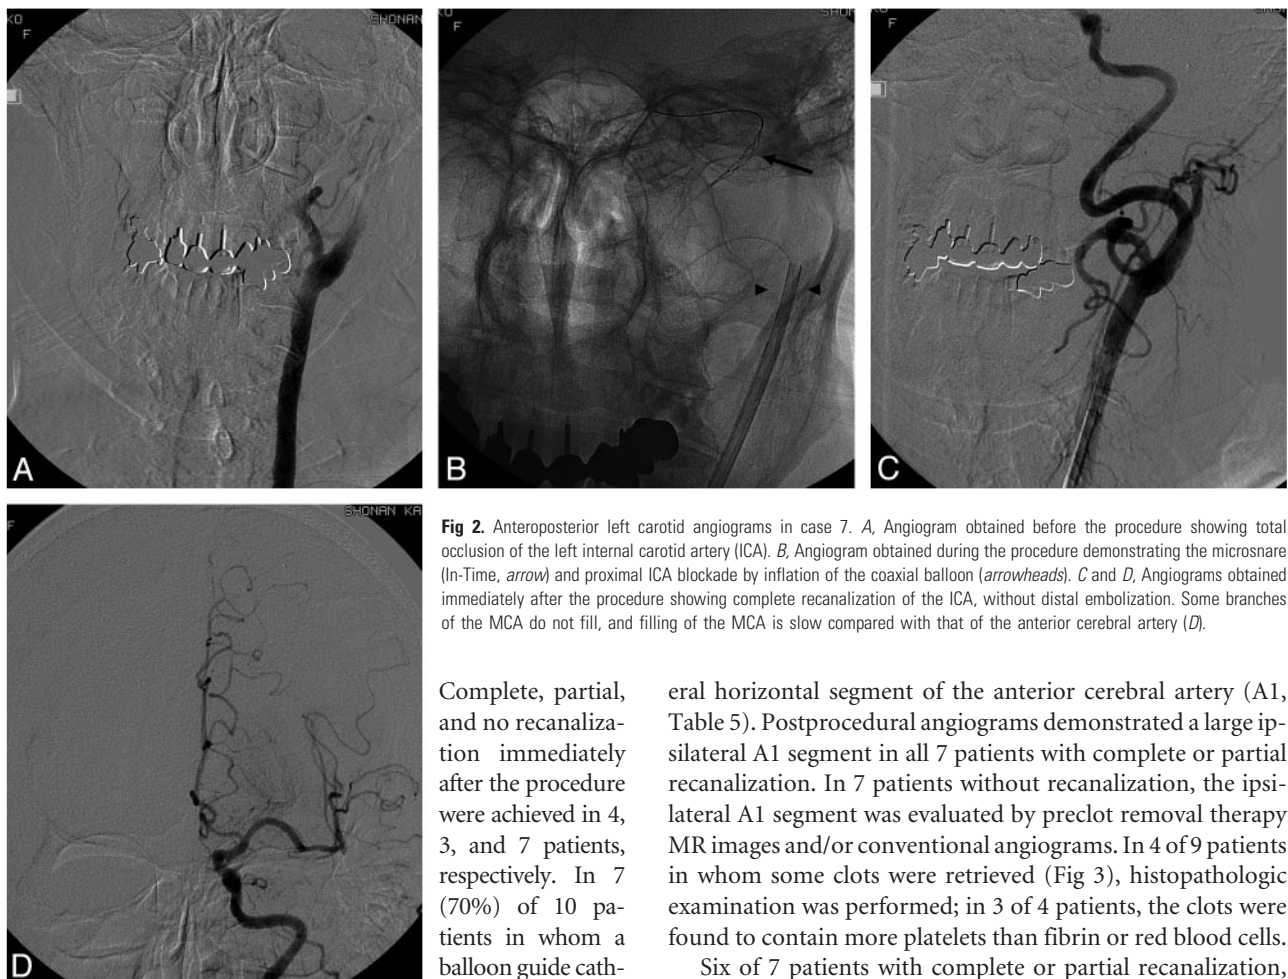 KO
F
SHONAN
A
KO
F
SHON
B
F
C
F
SHONAN KA
D
Fig 2. Anteroposterior left carotid angiograms in case 7. A, Angiogram obtained before the procedure showing total
occlusion of the left internal carotid artery (ICA). B, Angiogram obtained during the procedure demonstrating the microsnare
(In-Time, arrow) and proximal ICA blockade by inflation of the coaxial balloon (arrowheads). C and D, Angiograms obtained
immediately after the procedure showing complete recanalization of the ICA, without distal embolization. Some branches
of the MCA do not fill, and filling of the MCA is slow compared with that of the anterior cerebral artery (D).
Complete, partial,
and no recanaliza-
tion immediately
after the procedure
were achieved in 4,
3, and 7 patients,
respectively. In 7
(70%) of 10 pa-
tients in whom a
balloon guide cath-
eral horizontal segment of the anterior cerebral artery (A1,
Table 5). Postprocedural angiograms demonstrated a large ip-
silateral A1 segment in all 7 patients with complete or partial
recanalization. In 7 patients without recanalization, the ipsi-
lateral A1 segment was evaluated by preclot removal therapy
MR images and/or conventional angiograms. In 4 of 9 patients
in whom some clots were retrieved (Fig 3), histopathologic
examination was performed; in 3 of 4 patients, the clots were
found to contain more platelets than fibrin or red blood cells.
Six of 7 patients with complete or partial recanalization,